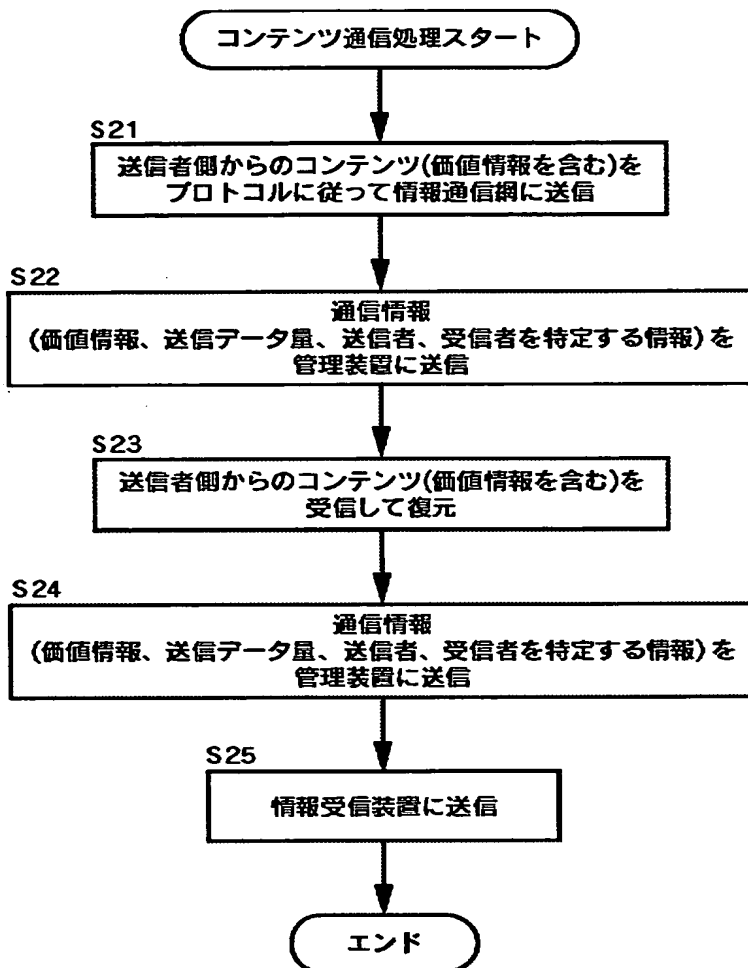 コンテンツ通信処理スタート
S21
送信者側からのコンテンツ(価値情報を含む)を
プロトコルに従って情報通信網に送信
S22
通信情報
(価値情報、送信データ量、送信者、受信者を特定する情報)を
管理装置に送信
S23
送信者側からのコンテンツ(価値情報を含む)を
受信して復元
S24
通信情報
(価値情報、送信データ量、送信者、受信者を特定する情報)を
管理装置に送信
S25
情報受信装置に送信
エンド